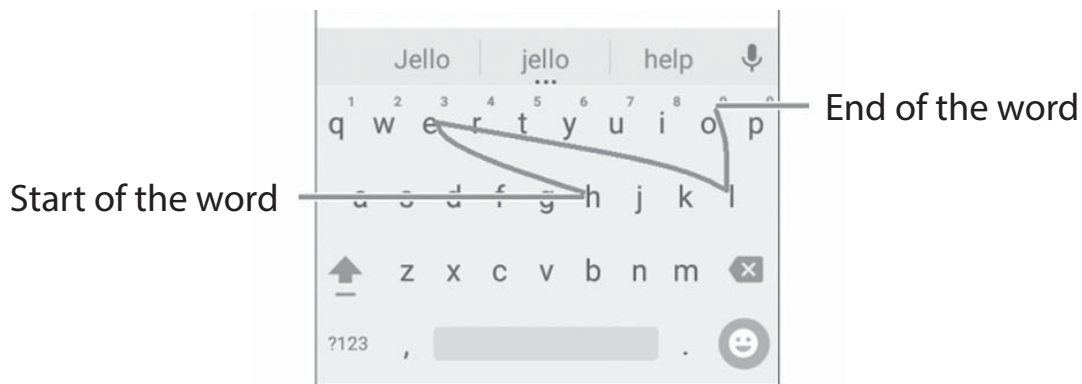 Jello jello help
1 2 3 4 5 6 7 8 9
q w e r t y u i o p
End of the word
Start of the word
a s d f g h j k l
z x c v b n m
?123 , .